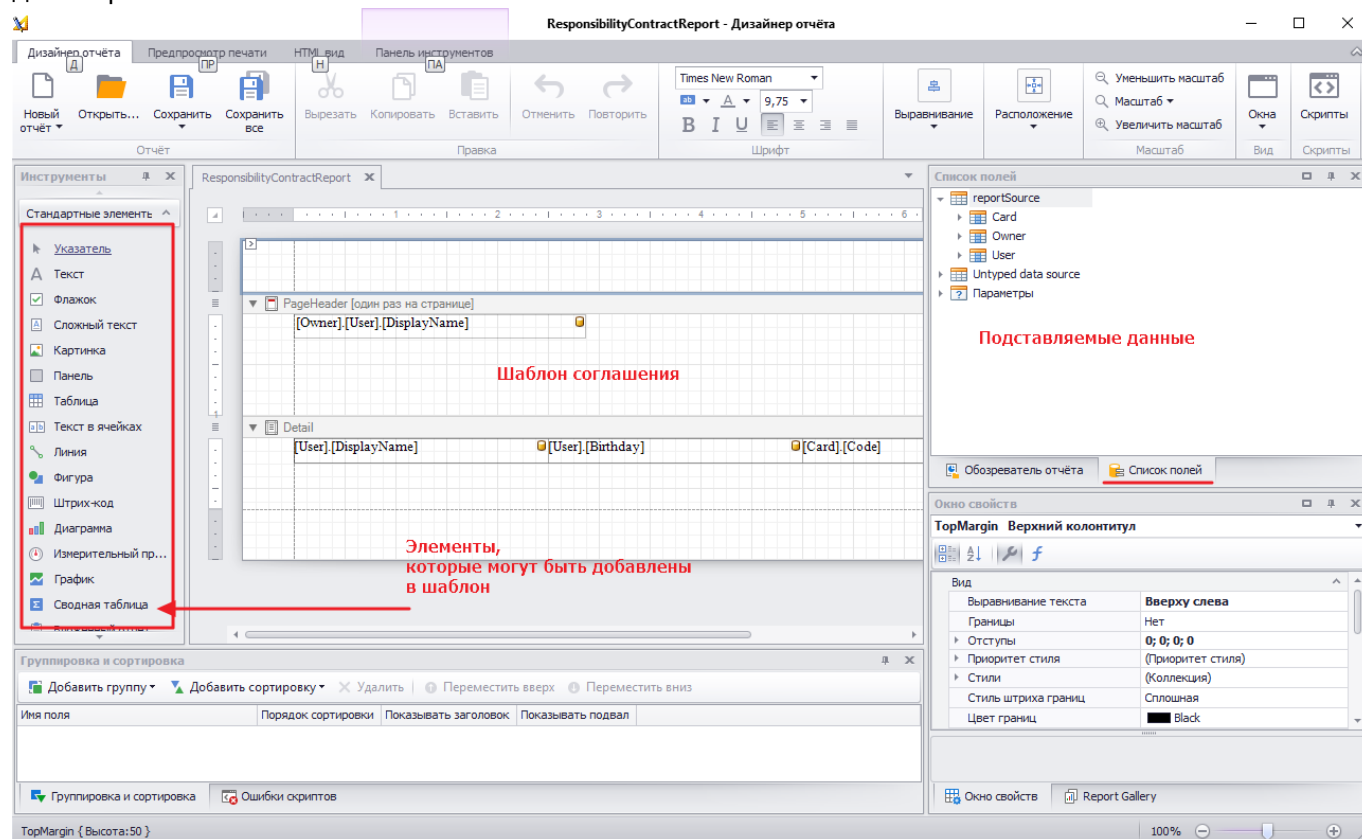 ResponsibilityContractReport - Дизайнер отчёта
Дизайнер отчёта Предпросмотр печати HTML вид Панель инструментов
Д ПР H ПА
Новый отчёт Открыть... Сохранить Сохранить все
Вырезать Копировать Вставить Отменить Повторить
Times New Roman
9,75
B I U
Выравнивание Расположение
Уменьшить масштаб
Масштаб
Увеличить масштаб
Окна Скрипты
Отчёт Правка Шрифт Масштаб Вид Скрипты
Инструменты
Стандартные элементь
Указатель
Текст
Флажок
Сложный текст
Картинка
Панель
Таблица
Текст в ячейках
Линия
Фигура
Штрих-код
Диаграмма
Измерительный пр...
График
Сводная таблица
ResponsibilityContractReport
1 2 3 4 5 6
PageHeader [один раз на странице]
[Owner].[User].[DisplayName]
Шаблон соглашения
1
Detail
[User].[DisplayName] [User].[Birthday] [Card].[Code]
Элементы,
которые могут быть добавлены
в шаблон
Список полей
reportSource
Card
Owner
User
Untyped data source
Параметры
Подставляемые данные
Обозреватель отчёта Список полей
Окно свойств
TopMargin Верхний колонтитул
Вид
Выравнивание текста Вверху слева
Границы Нет
Отступы 0; 0; 0; 0
Приоритет стиля (Приоритет стиля)
Стили (Коллекция)
Стиль штриха границ Сплошная
Цвет границ Black
Окно свойств Report Gallery
Группировка и сортировка
Добавить группу Добавить сортировку Удалить Переместить вверх Переместить вниз
Имя поля Порядок сортировки Показывать заголовок Показывать подвал
Группировка и сортировка Ошибки скриптов
TopMargin { Высота:50 } 100%